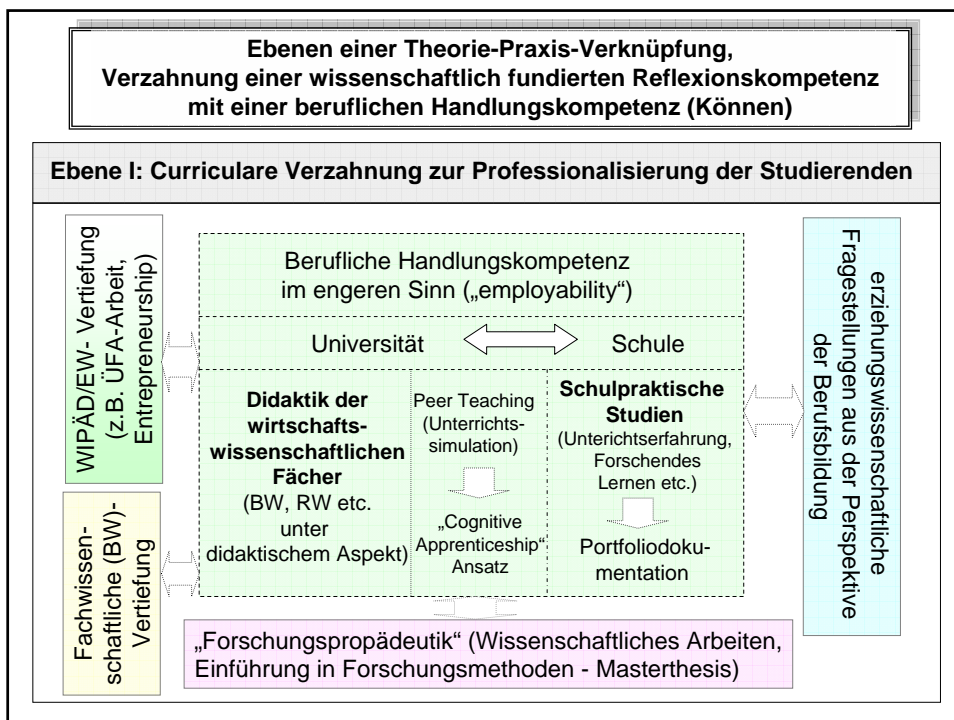 Ebenen einer Theorie-Praxis-Verknüpfung,
Verzahnung einer wissenschaftlich fundierten Reflexionskompetenz
mit einer beruflichen Handlungskompetenz (Können)
Ebene I: Curriculare Verzahnung zur Professionalisierung der Studierenden
WIPÄD/EW- Vertiefung
(z.B. ÜFA-Arbeit,
Entrepreneurship)
Fachwissen-
schaftliche (BW)-
Vertiefung
Berufliche Handlungskompetenz
im engeren Sinn („employability“)
Universität
Schule
Didaktik der
wirtschafts-
wissenschaftlichen
Fächer
(BW, RW etc.
unter
didaktischem Aspekt)
Peer Teaching
(Unterrichts-
simulation)
„Cognitive
Apprenticeship“
Ansatz
Schulpraktische
Studien
(Unterichtserfahrung,
Forschendes
Lernen etc.)
Portfoliodoku-
mentation
erziehungswissenschaftliche
Fragestellungen aus der Perspektive
der Berufsbildung
„Forschungspropädeutik“ (Wissenschaftliches Arbeiten,
Einführung in Forschungsmethoden - Masterthesis)